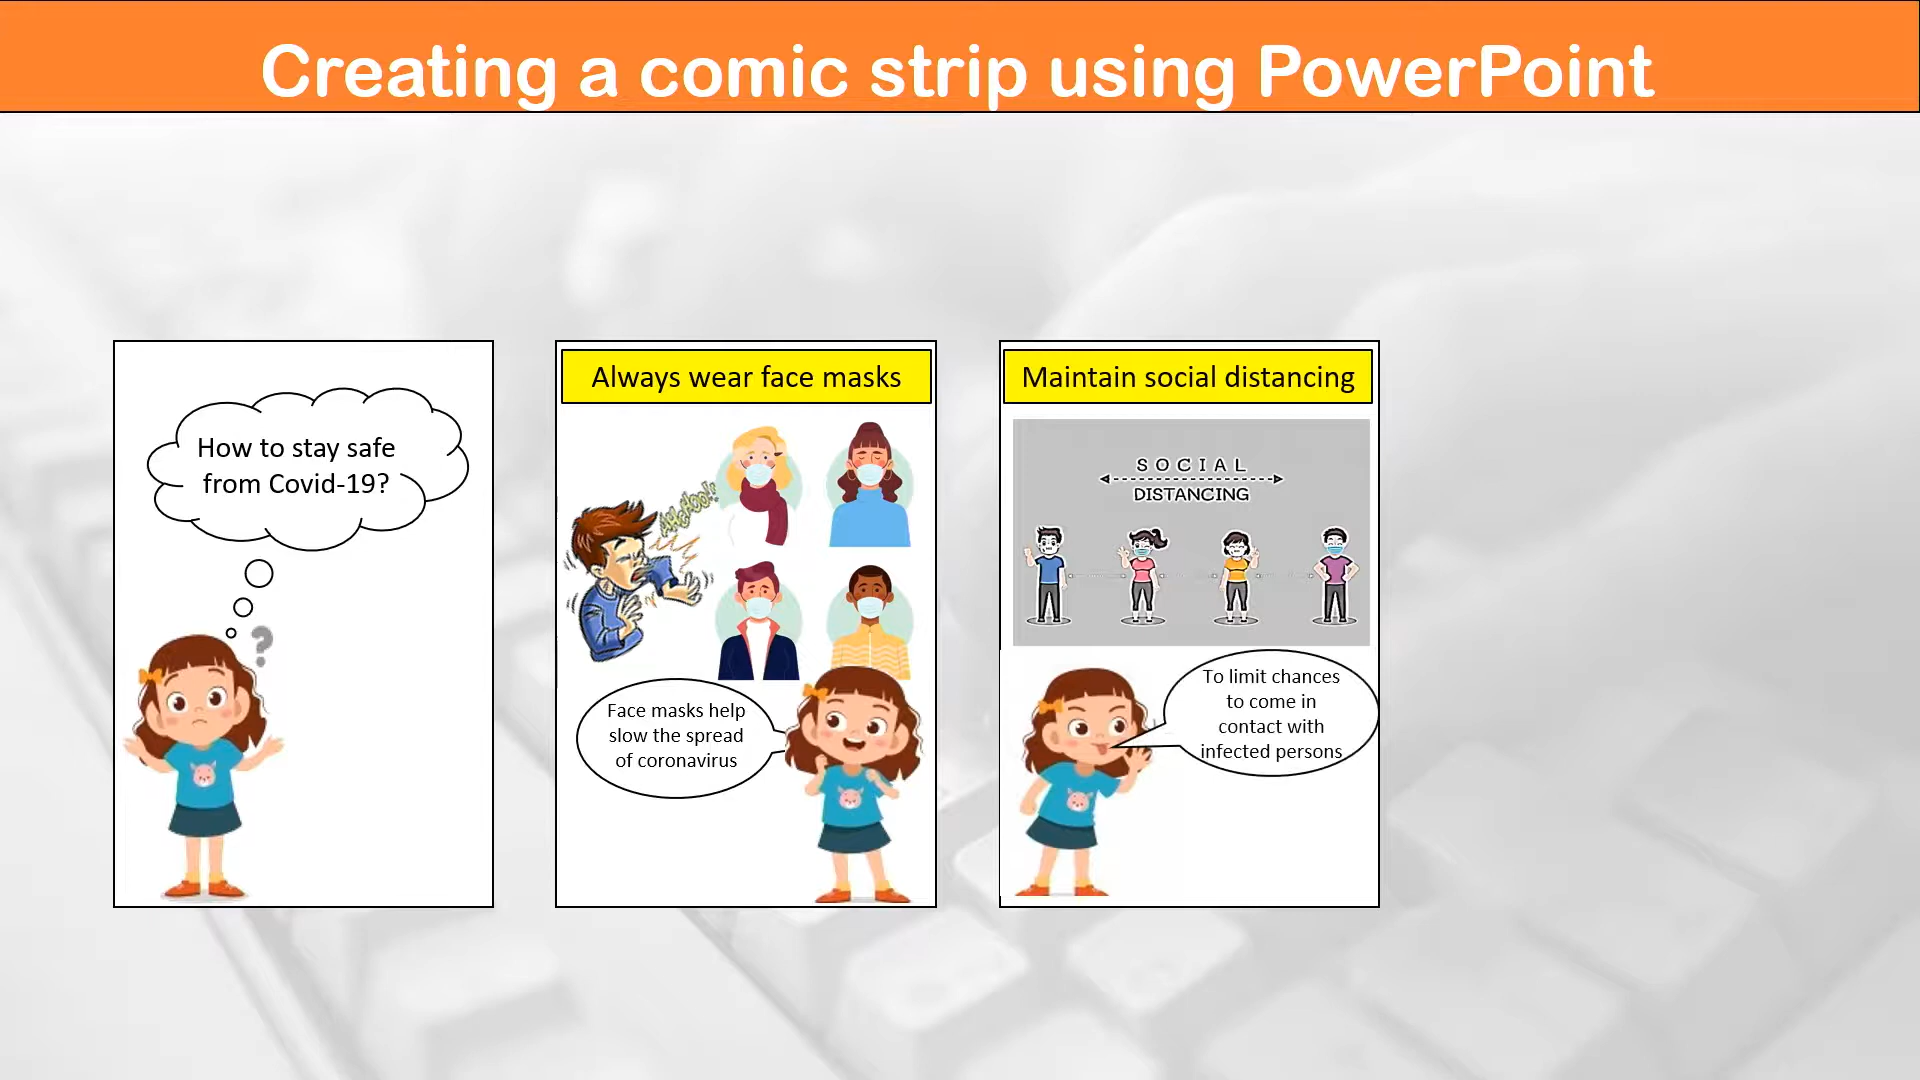 Creating a comic strip using PowerPoint
How to stay safe
from Covid-19?
?
Always wear face masks
Face masks help
slow the spread
of coronavirus
Maintain social distancing
SOCIAL
DISTANCING
To limit chances
to come in
contact with
infected persons